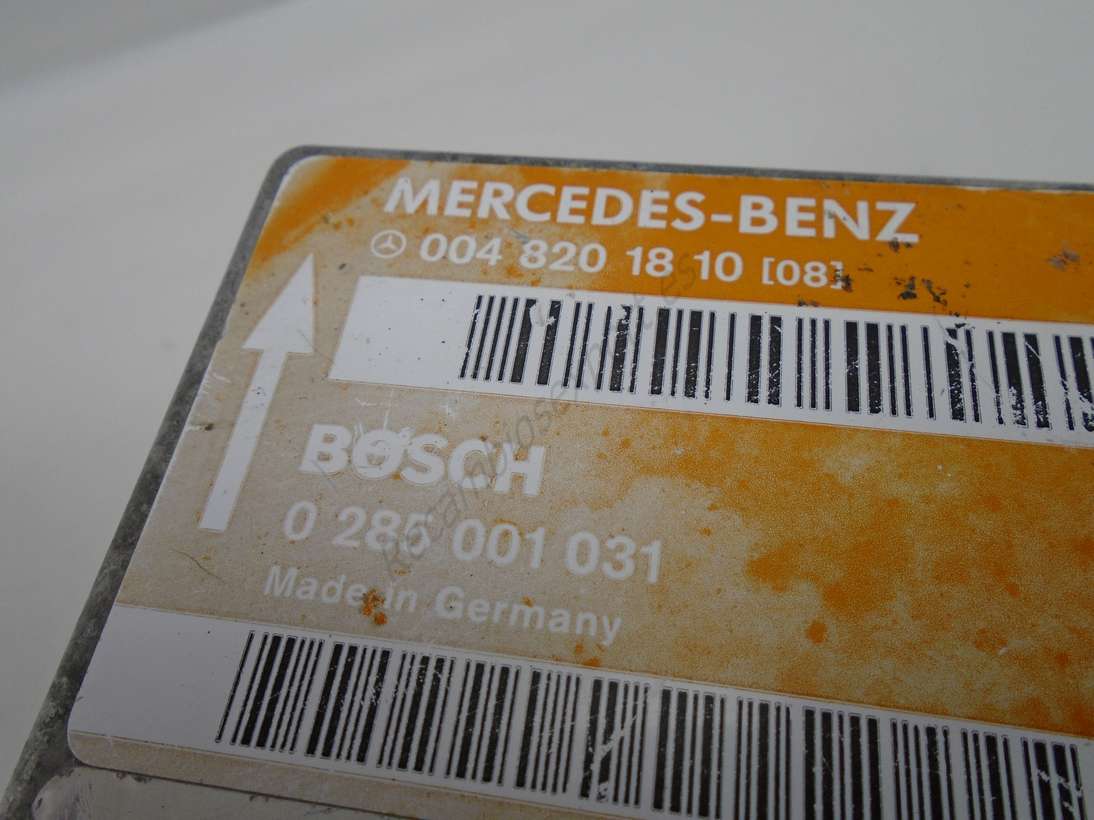 MERCEDES-BENZ
004 820 18 10 [08]
BOSCH
0 285 001 031
Made in Germany